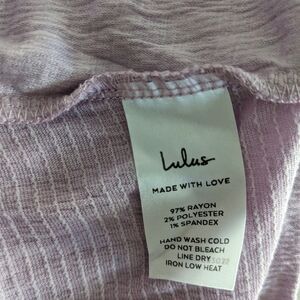 Lulus
MADE WITH LOVE
97% RAYON
2% POLYESTER
1% SPANDEX
HAND WASH COLD
DO NOT BLEACH
LINE DRY
IRON LOW HEAT